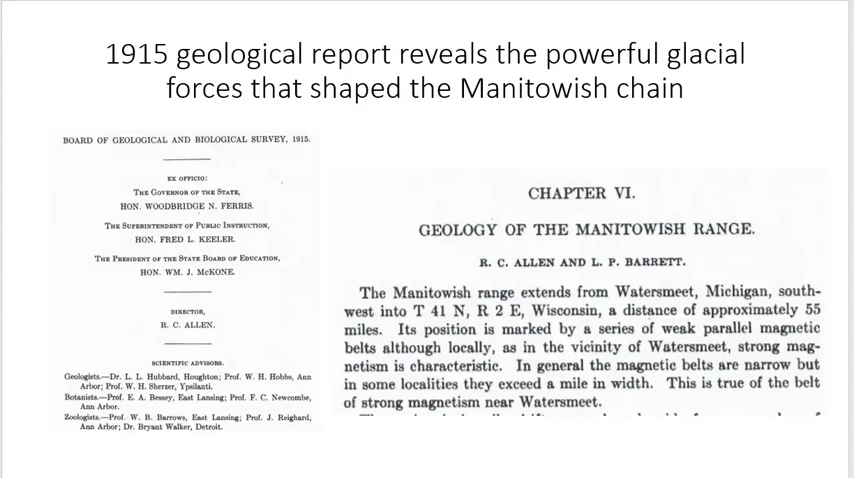 1915 geological report reveals the powerful glacial
forces that shaped the Manitowish chain
BOARD OF GEOLOGICAL AND BIOLOGICAL SURVEY, 1915.
EX OFFICIO:
THE GOVERNOR OF THE STATE,
HON. WOODBRIDGE N. FERRIS.
THE SUPERINTENDENT OF PUBLIC INSTRUCTION,
HON. FRED L. KEELER.
THE PRESIDENT OF THE STATE BOARD OF EDUCATION,
HON. WM. J. McKONE.
DIRECTOR,
R. C. ALLEN.
SCIENTIFIC ADVISORS.
Geologists.—Dr. L. L. Hubbard, Houghton; Prof. W. H. Hobbs, Ann
Arbor; Prof. W. H. Sherzer, Ypsilanti.
Botanists.—Prof. E. A. Bessey, East Lansing; Prof. F. C. Newcombe,
Ann Arbor.
Zoologists.—Prof. W. B. Barrows, East Lansing; Prof. J. Reighard,
Ann Arbor; Dr. Bryant Walker, Detroit.
CHAPTER VI.
GEOLOGY OF THE MANITOWISH RANGE.
R. C. ALLEN AND L. P. BARRETT.
The Manitowish range extends from Watersmeet, Michigan, south-
west into T 41 N, R 2 E, Wisconsin, a distance of approximately 55
miles. Its position is marked by a series of weak parallel magnetic
belts although locally, as in the vicinity of Watersmeet, strong mag-
netism is characteristic. In general the magnetic belts are narrow but
in some localities they exceed a mile in width. This is true of the belt
of strong magnetism near Watersmeet.